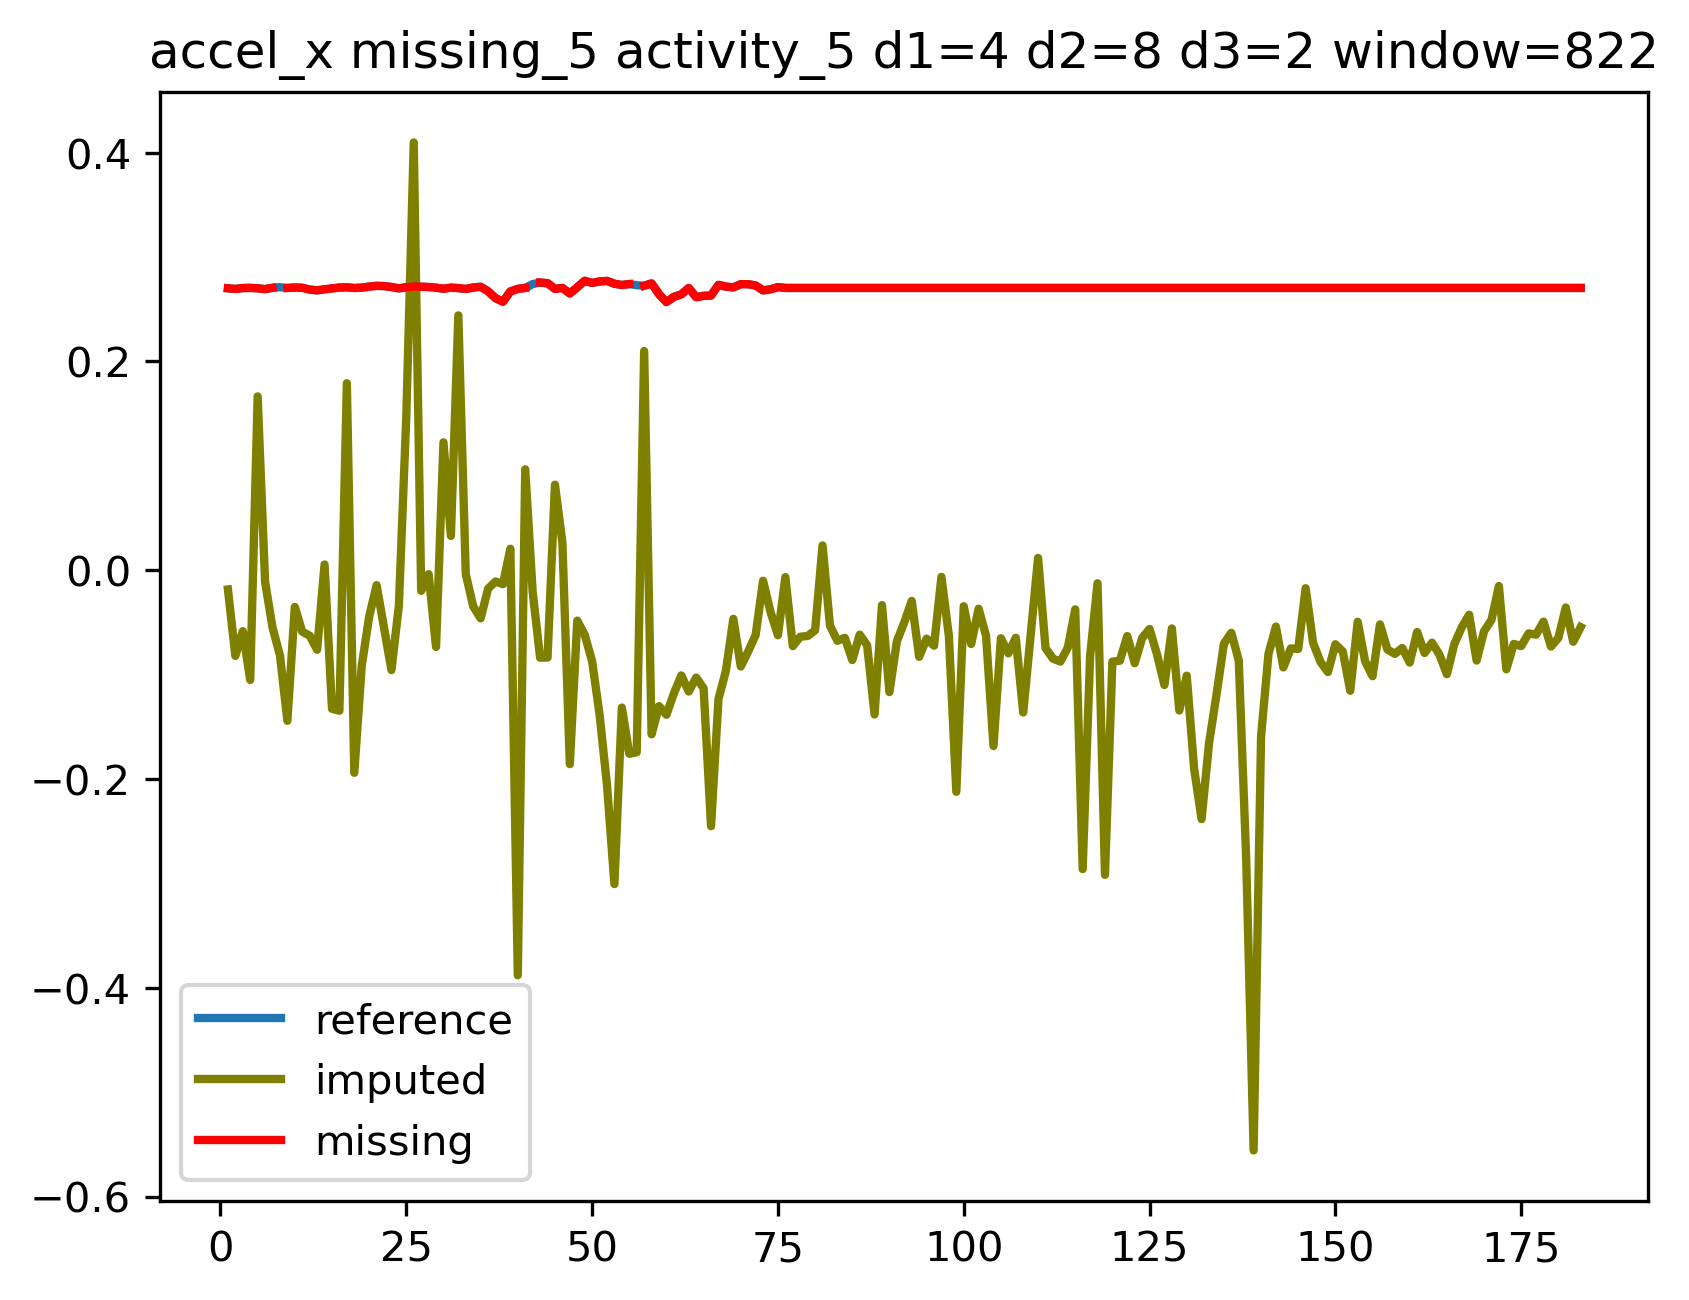 accel_x missing_5 activity_5 d1=4 d2=8 d3=2 window=822
0.4
0.2
0.0
−0.2
−0.4
−0.6
reference
imputed
missing
0 25 50 75 100 125 150 175